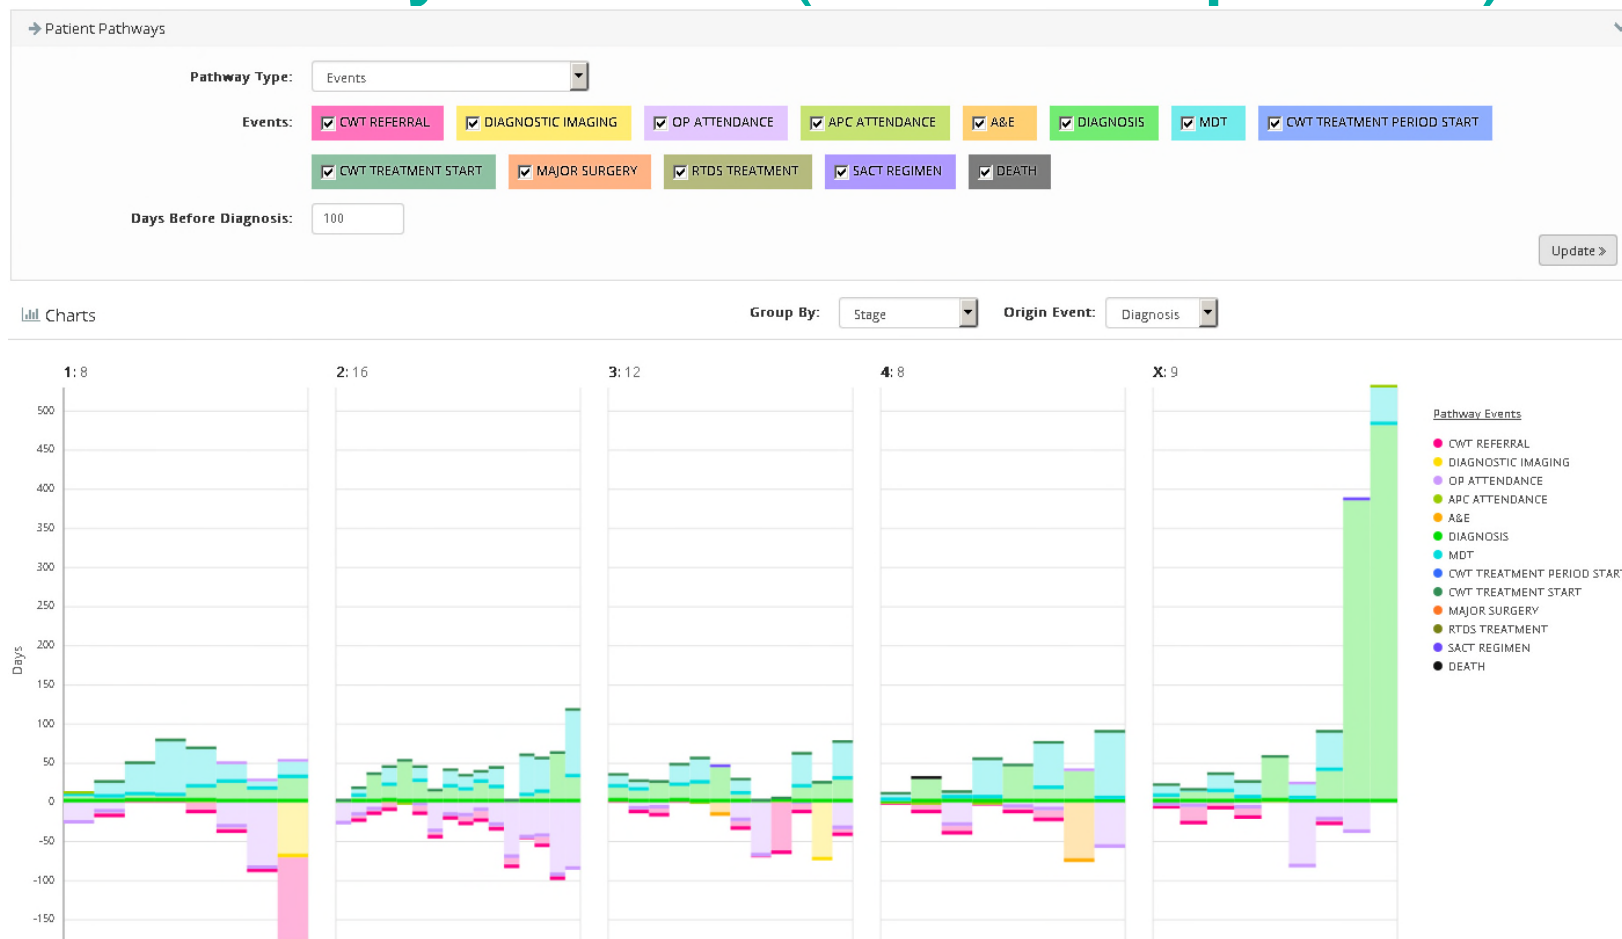 Patient Pathways
Pathway Type: Events
Events: CWT REFERRAL DIAGNOSTIC IMAGING OP ATTENDANCE APC ATTENDANCE A&E DIAGNOSIS MDT CWT TREATMENT PERIOD START
CWT TREATMENT START MAJOR SURGERY RTDS TREATMENT SACT REGIMEN DEATH
Days Before Diagnosis: 100
Update »
Charts
Group By: Stage Origin Event: Diagnosis
1: 8 2: 16 3: 12 4: 8 X: 9
500
450
400
350
300
250
200
150
100
50
0
-50
-100
-150
Days
Pathway Events
CWT REFERRAL
DIAGNOSTIC IMAGING
OP ATTENDANCE
APC ATTENDANCE
A&E
DIAGNOSIS
MDT
CWT TREATMENT PERIOD START
CWT TREATMENT START
MAJOR SURGERY
RTDS TREATMENT
SACT REGIMEN
DEATH